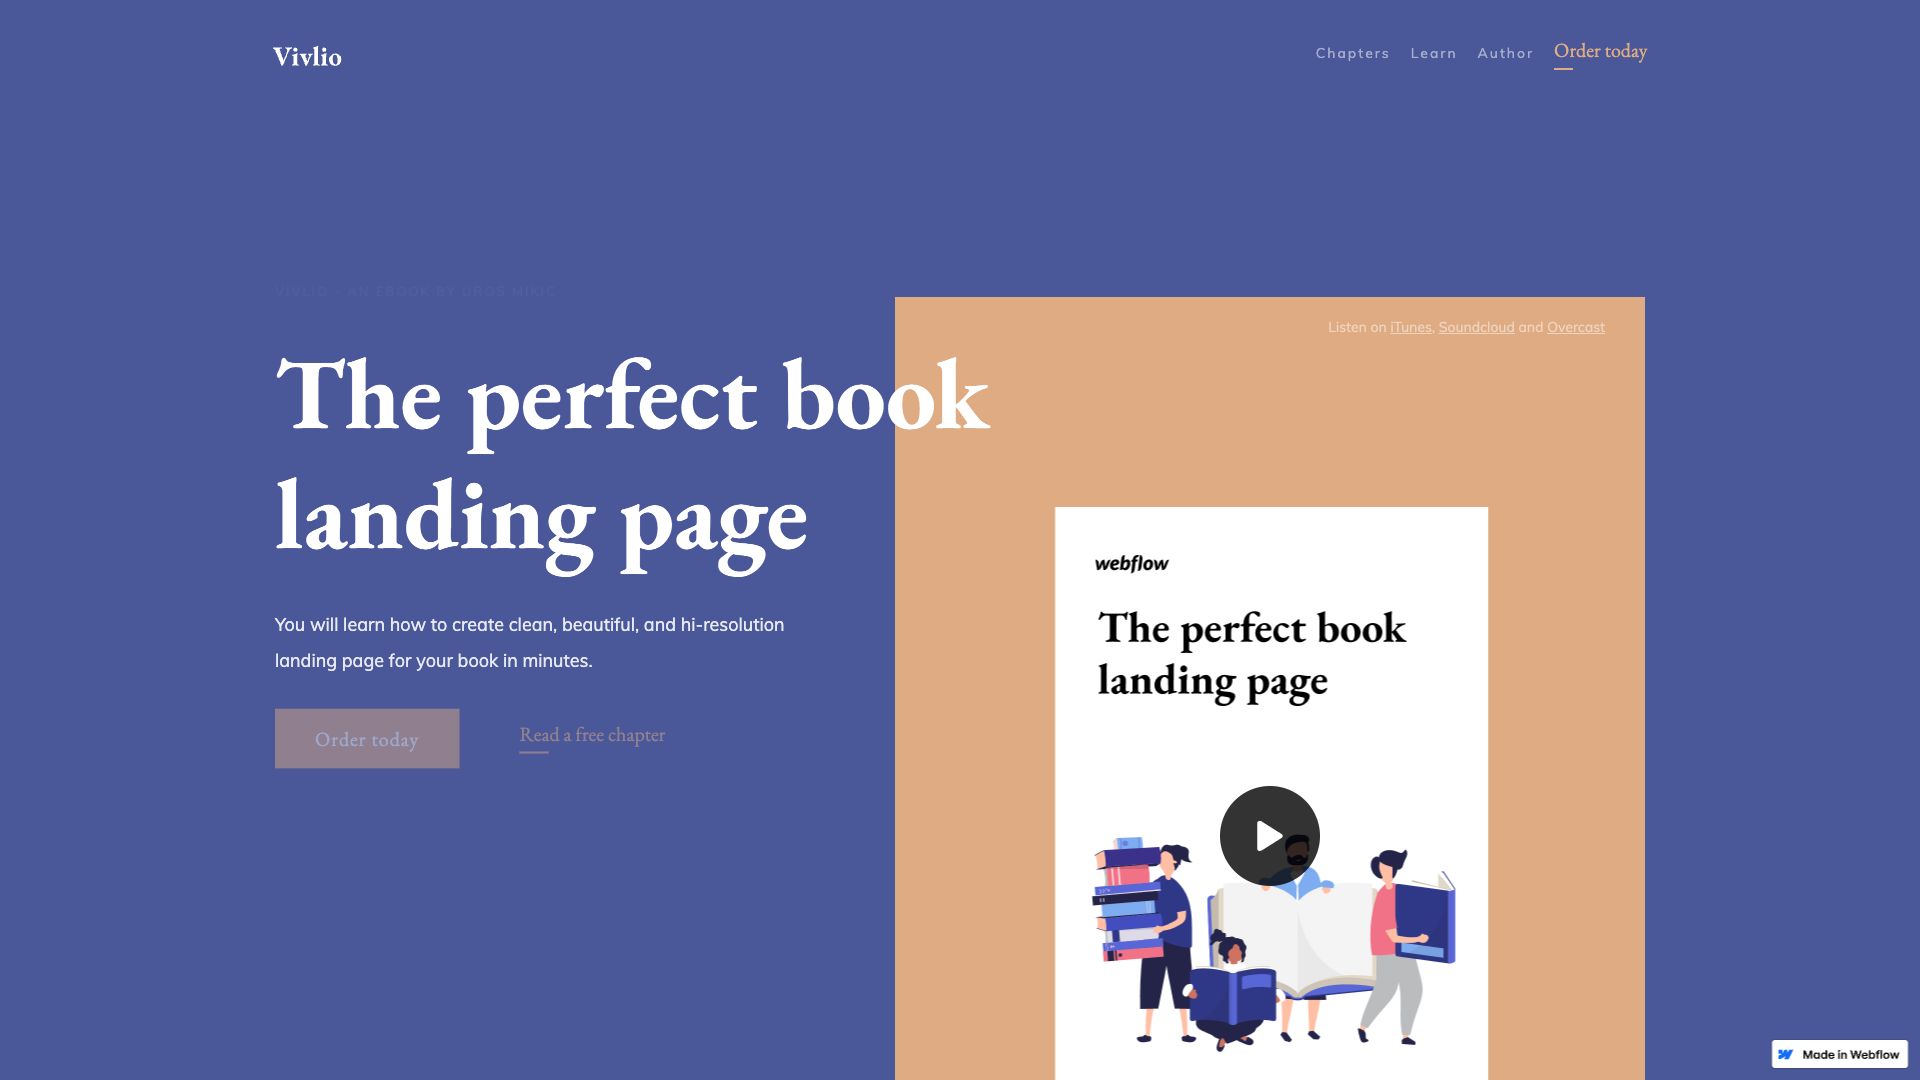 Vivlio
Chapters Learn Author Order today
VIVLIO - AN EBOOK BY UROS MIKIC
Listen on iTunes, Soundcloud and Overcast
The perfect book
landing page
You will learn how to create clean, beautiful, and hi-resolution
landing page for your book in minutes.
Order today Read a free chapter
webflow
The perfect book
landing page
Made in Webflow